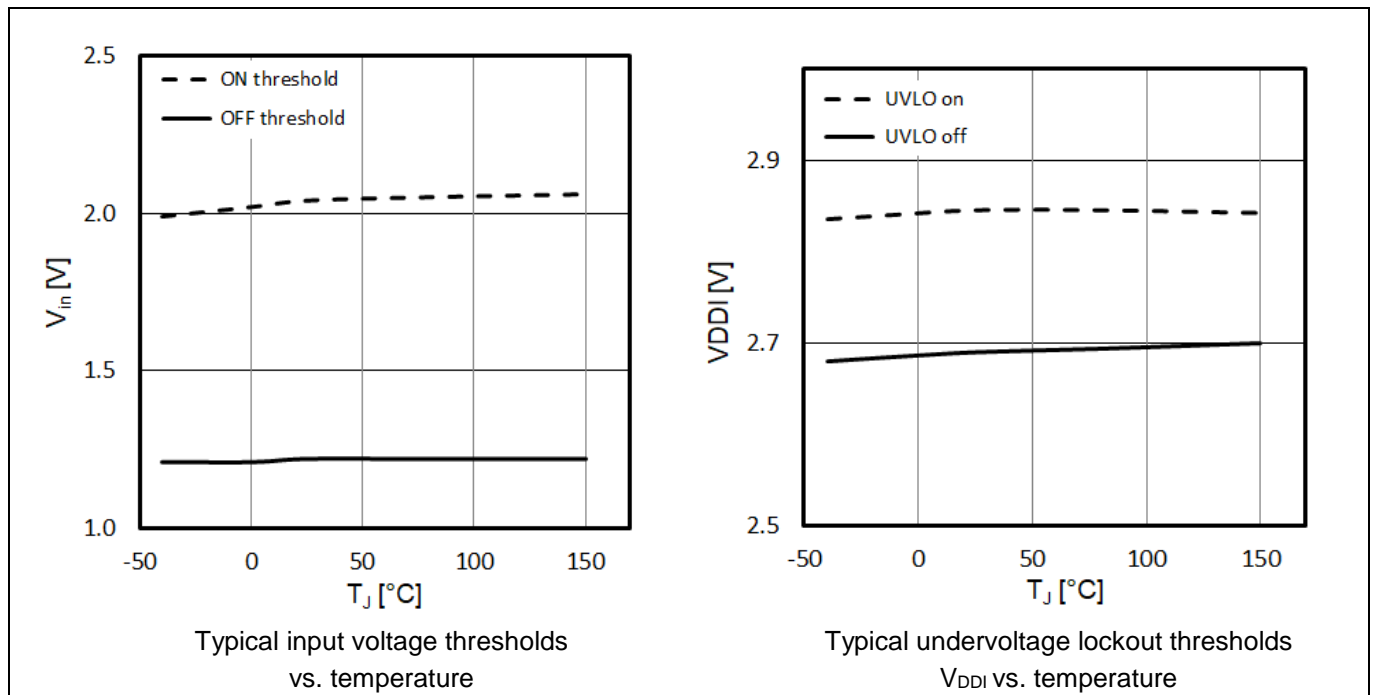 2.5
ON threshold
OFF threshold
2.0
V_in [V]
1.5
1.0
-50 0 50 100 150
T_J [°C]
Typical input voltage thresholds
vs. temperature
UVLO on
UVLO off
2.9
VDDI [V]
2.7
2.5
-50 0 50 100 150
T_J [°C]
Typical undervoltage lockout thresholds
V_DDI vs. temperature